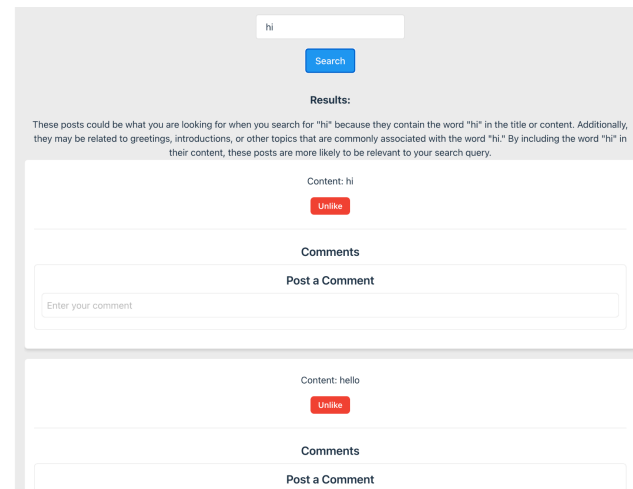 hi
Search
Results:
These posts could be what you are looking for when you search for "hi" because they contain the word "hi" in the title or content. Additionally,
they may be related to greetings, introductions, or other topics that are commonly associated with the word "hi." By including the word "hi" in
their content, these posts are more likely to be relevant to your search query.
Content: hi
Unlike
Comments
Post a Comment
Enter your comment
Content: hello
Unlike
Comments
Post a Comment